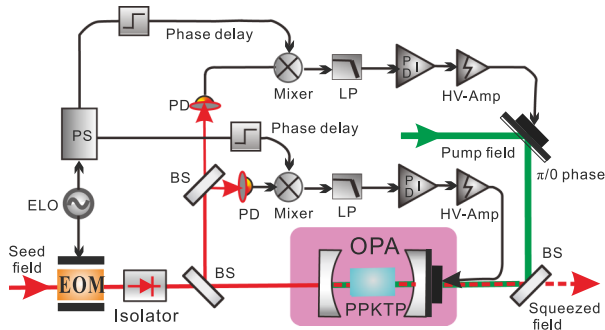 Phase delay
PD
Mixer
LP
P I D
HV-Amp
PS
Phase delay
Pump field
π/0 phase
BS
PD
Mixer
LP
P I D
HV-Amp
ELO
Seed field
EOM
Isolator
BS
OPA
PPKTP
BS
Squeezed field